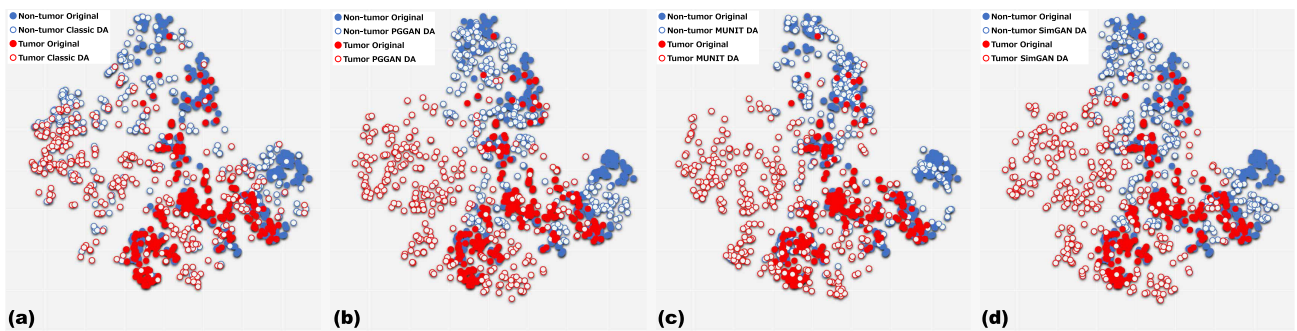 Non-tumor Original
Non-tumor Classic DA
Tumor Original
Tumor Classic DA
(a)
Non-tumor Original
Non-tumor PGGAN DA
Tumor Original
Tumor PGGAN DA
(b)
Non-tumor Original
Non-tumor MUNIT DA
Tumor Original
Tumor MUNIT DA
(c)
Non-tumor Original
Non-tumor SimGAN DA
Tumor Original
Tumor SimGAN DA
(d)